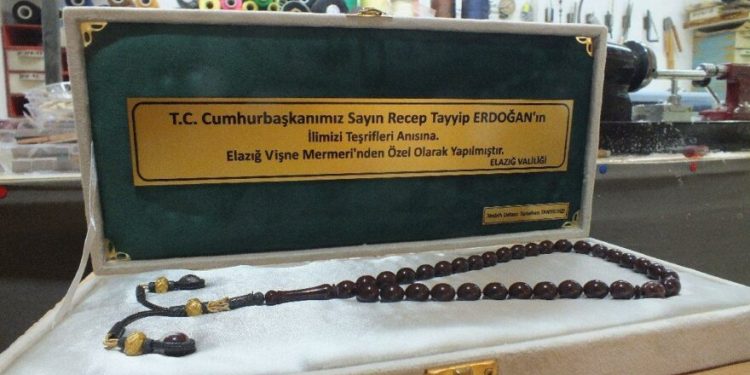 T.C. Cumhurbaşkanımız Sayın Recep Tayyip ERDOĞAN'ın
İlimizi Teşrifleri Anısına.
Elazığ Vişne Mermeri'nden Özel Olarak Yapılmıştır.
ELAZIĞ VALİLİĞİ